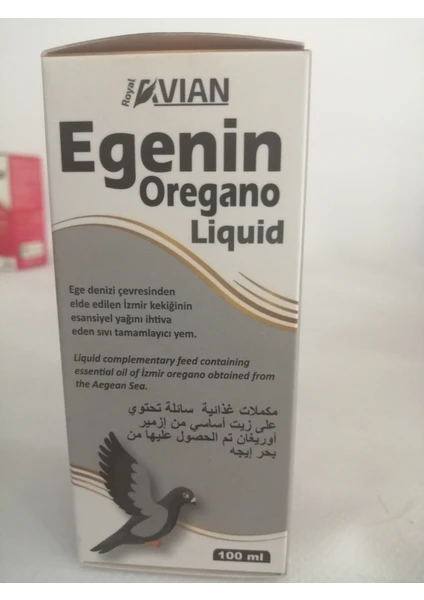 Royal AVIAN
Egenin
Oregano
Liquid
Ege denizi çevresinden
elde edilen İzmir kekiğinin
esansiyel yağını ihtiva
eden sıvı tamamlayıcı yem.
Liquid complementary feed containing
essential oil of İzmir oregano obtained from
the Aegean Sea.
مكملات غذائية سائلة تحتوي
على زيت أساسي من إزمير
أوريغان تم الحصول عليها من
بحر إيجه
100 ml